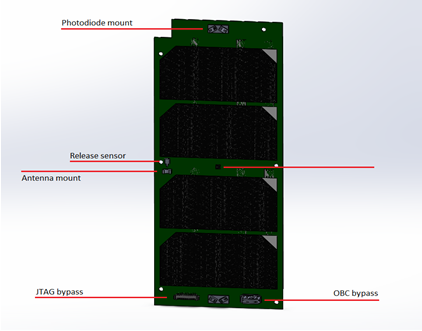 Photodiode mount
Release sensor
Antenna mount
JTAG bypass
OBC bypass